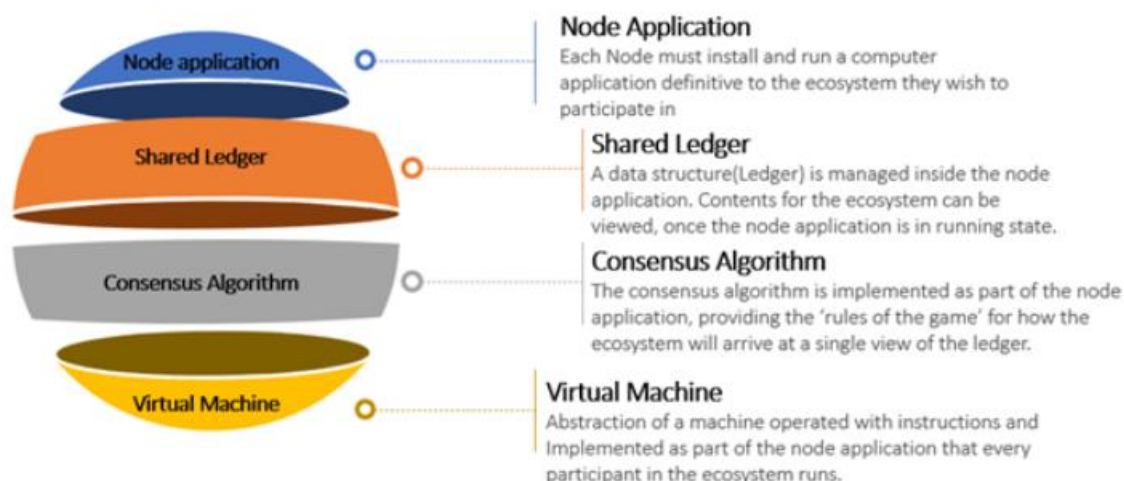 Node application
Shared Ledger
Consensus Algorithm
Virtual Machine
Node Application
Each Node must install and run a computer
application definitive to the ecosystem they wish to
participate in
Shared Ledger
A data structure(Ledger) is managed inside the node
application. Contents for the ecosystem can be
viewed, once the node application is in running state.
Consensus Algorithm
The consensus algorithm is implemented as part of the node
application, providing the ‘rules of the game’ for how the
ecosystem will arrive at a single view of the ledger.
Virtual Machine
Abstraction of a machine operated with instructions and
Implemented as part of the node application that every
participant in the ecosystem runs.